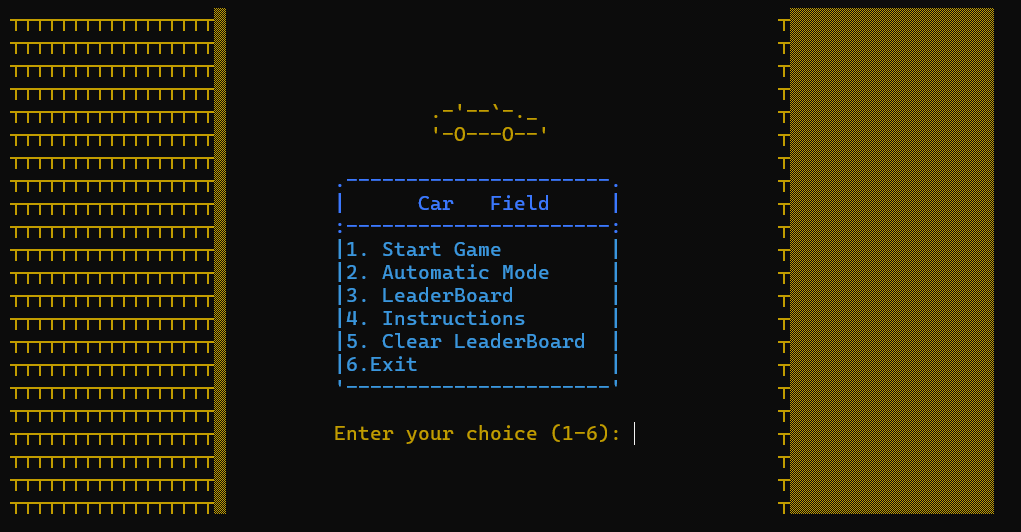 Car   Field
1. Start Game
2. Automatic Mode
3. LeaderBoard
4. Instructions
5. Clear LeaderBoard
6.Exit
Enter your choice (1-6):